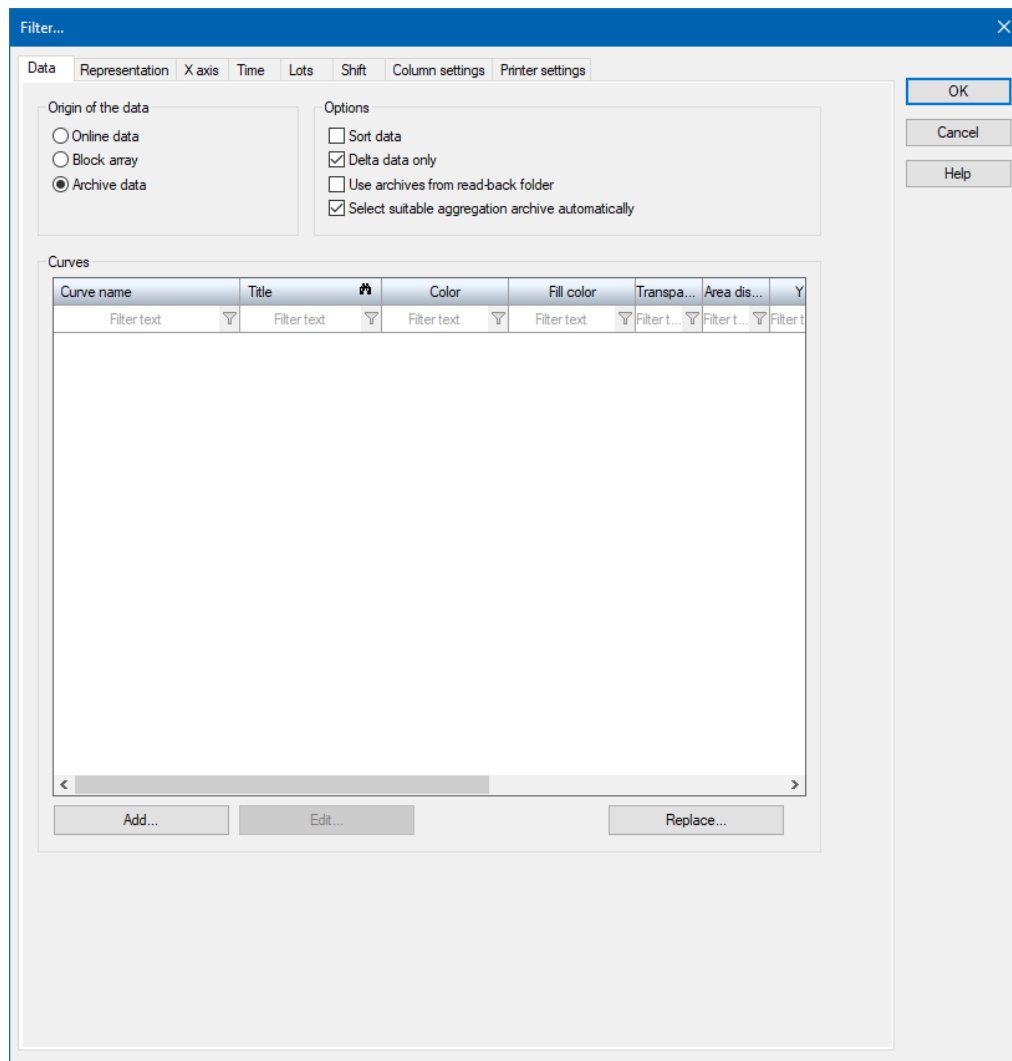 Filter...
Data Representation X axis Time Lots Shift Column settings Printer settings
OK
Cancel
Help
Origin of the data
Online data
Block array
Archive data
Options
Sort data
Delta data only
Use archives from read-back folder
Select suitable aggregation archive automatically
Curves
Curve name Title Color Fill color Transpa... Area dis... Y
Filter text Filter text Filter text Filter text Filter t... Filter t... Filter t
Add... Edit... Replace...